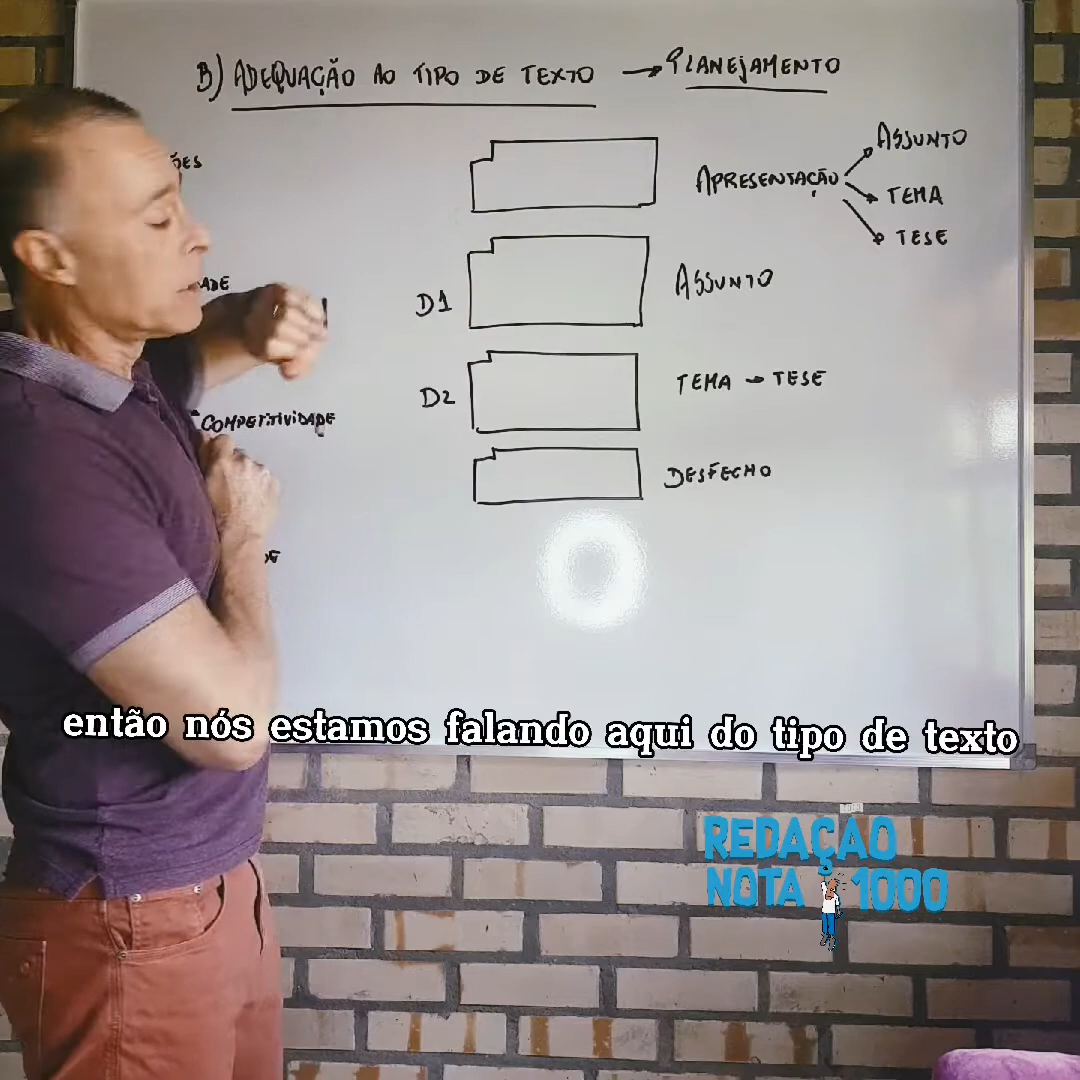 B) ADEQUAÇÃO AO TIPO DE TEXTO → PLANEJAMENTO
APRESENTAÇÃO
ASSUNTO
TEMA
TESE
D1 ASSUNTO
D2 TEMA → TESE
COMPETITIVIDADE
DESFECHO
então nós estamos falando aqui do tipo de texto
REDAÇÃO
NOTA 1000